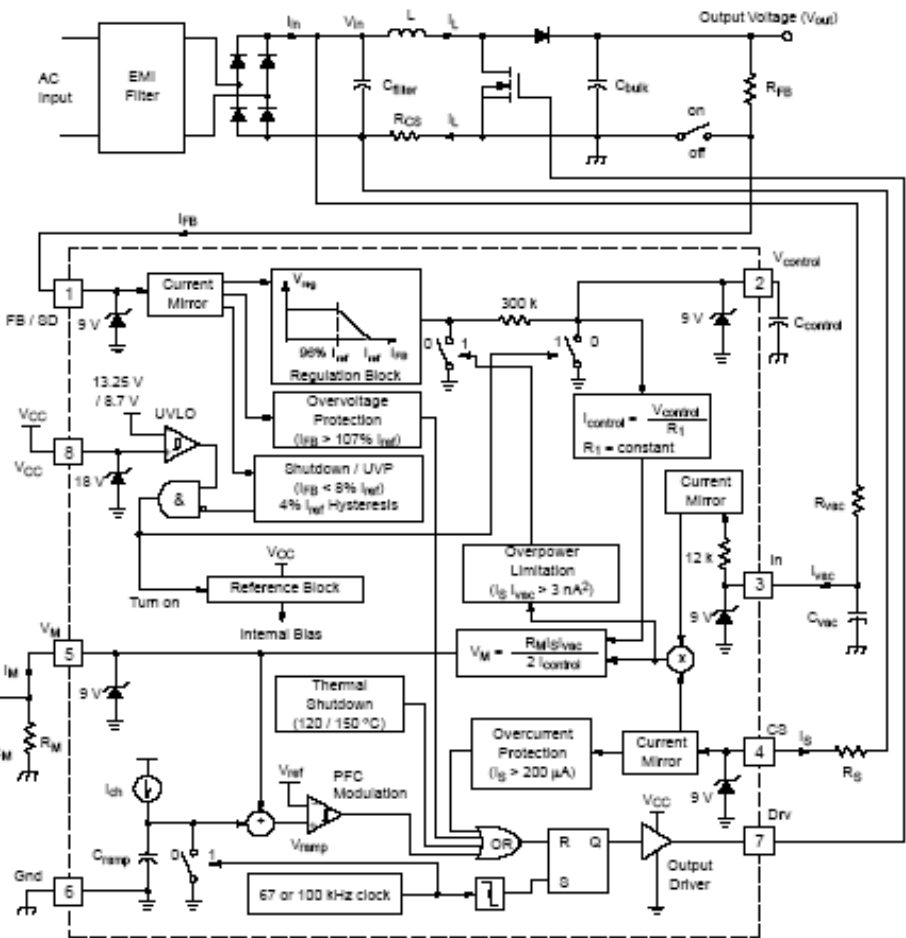 Output Voltage (Vout)
AC
Input
EMI
Filter
Iin
Vin
L
IL
Cfilter
Cbulk
RFB
RCS
IL
on
off
IFB
1
FB / SD
9 V
Current
Mirror
Vreg
96% Iref
Iref
IFB
Regulation Block
300 k
0
1
1
0
Vcontrol
2
9 V
Ccontrol
13.25 V
/ 8.7 V
UVLO
VCC
8
VCC
18 V
&
Overvoltage
Protection
(IFB > 107% Iref)
Shutdown / UVP
(IFB < 8% Iref)
4% Iref Hysteresis
Icontrol = Vcontrol
R1
R1 = constant
Current
Mirror
12 k
Rvac
In
3
Ivac
9 V
Cvac
VCC
Reference Block
Turn on
Internal Bias
Overpower
Limitation
(IS Ivac > 3 nA2)
VM
5
IM
9 V
RM
M
VM = RMISIvac
2 Icontrol
x
Thermal
Shutdown
(120 / 150 °C)
Overcurrent
Protection
(IS > 200 µA)
Current
Mirror
CS
4
IS
RS
9 V
Ich
Vref
PFC
Modulation
+
Vramp
Cramp
0
1
OR
R Q
S
VCC
Output
Driver
Drv
7
Gnd
6
67 or 100 kHz clock